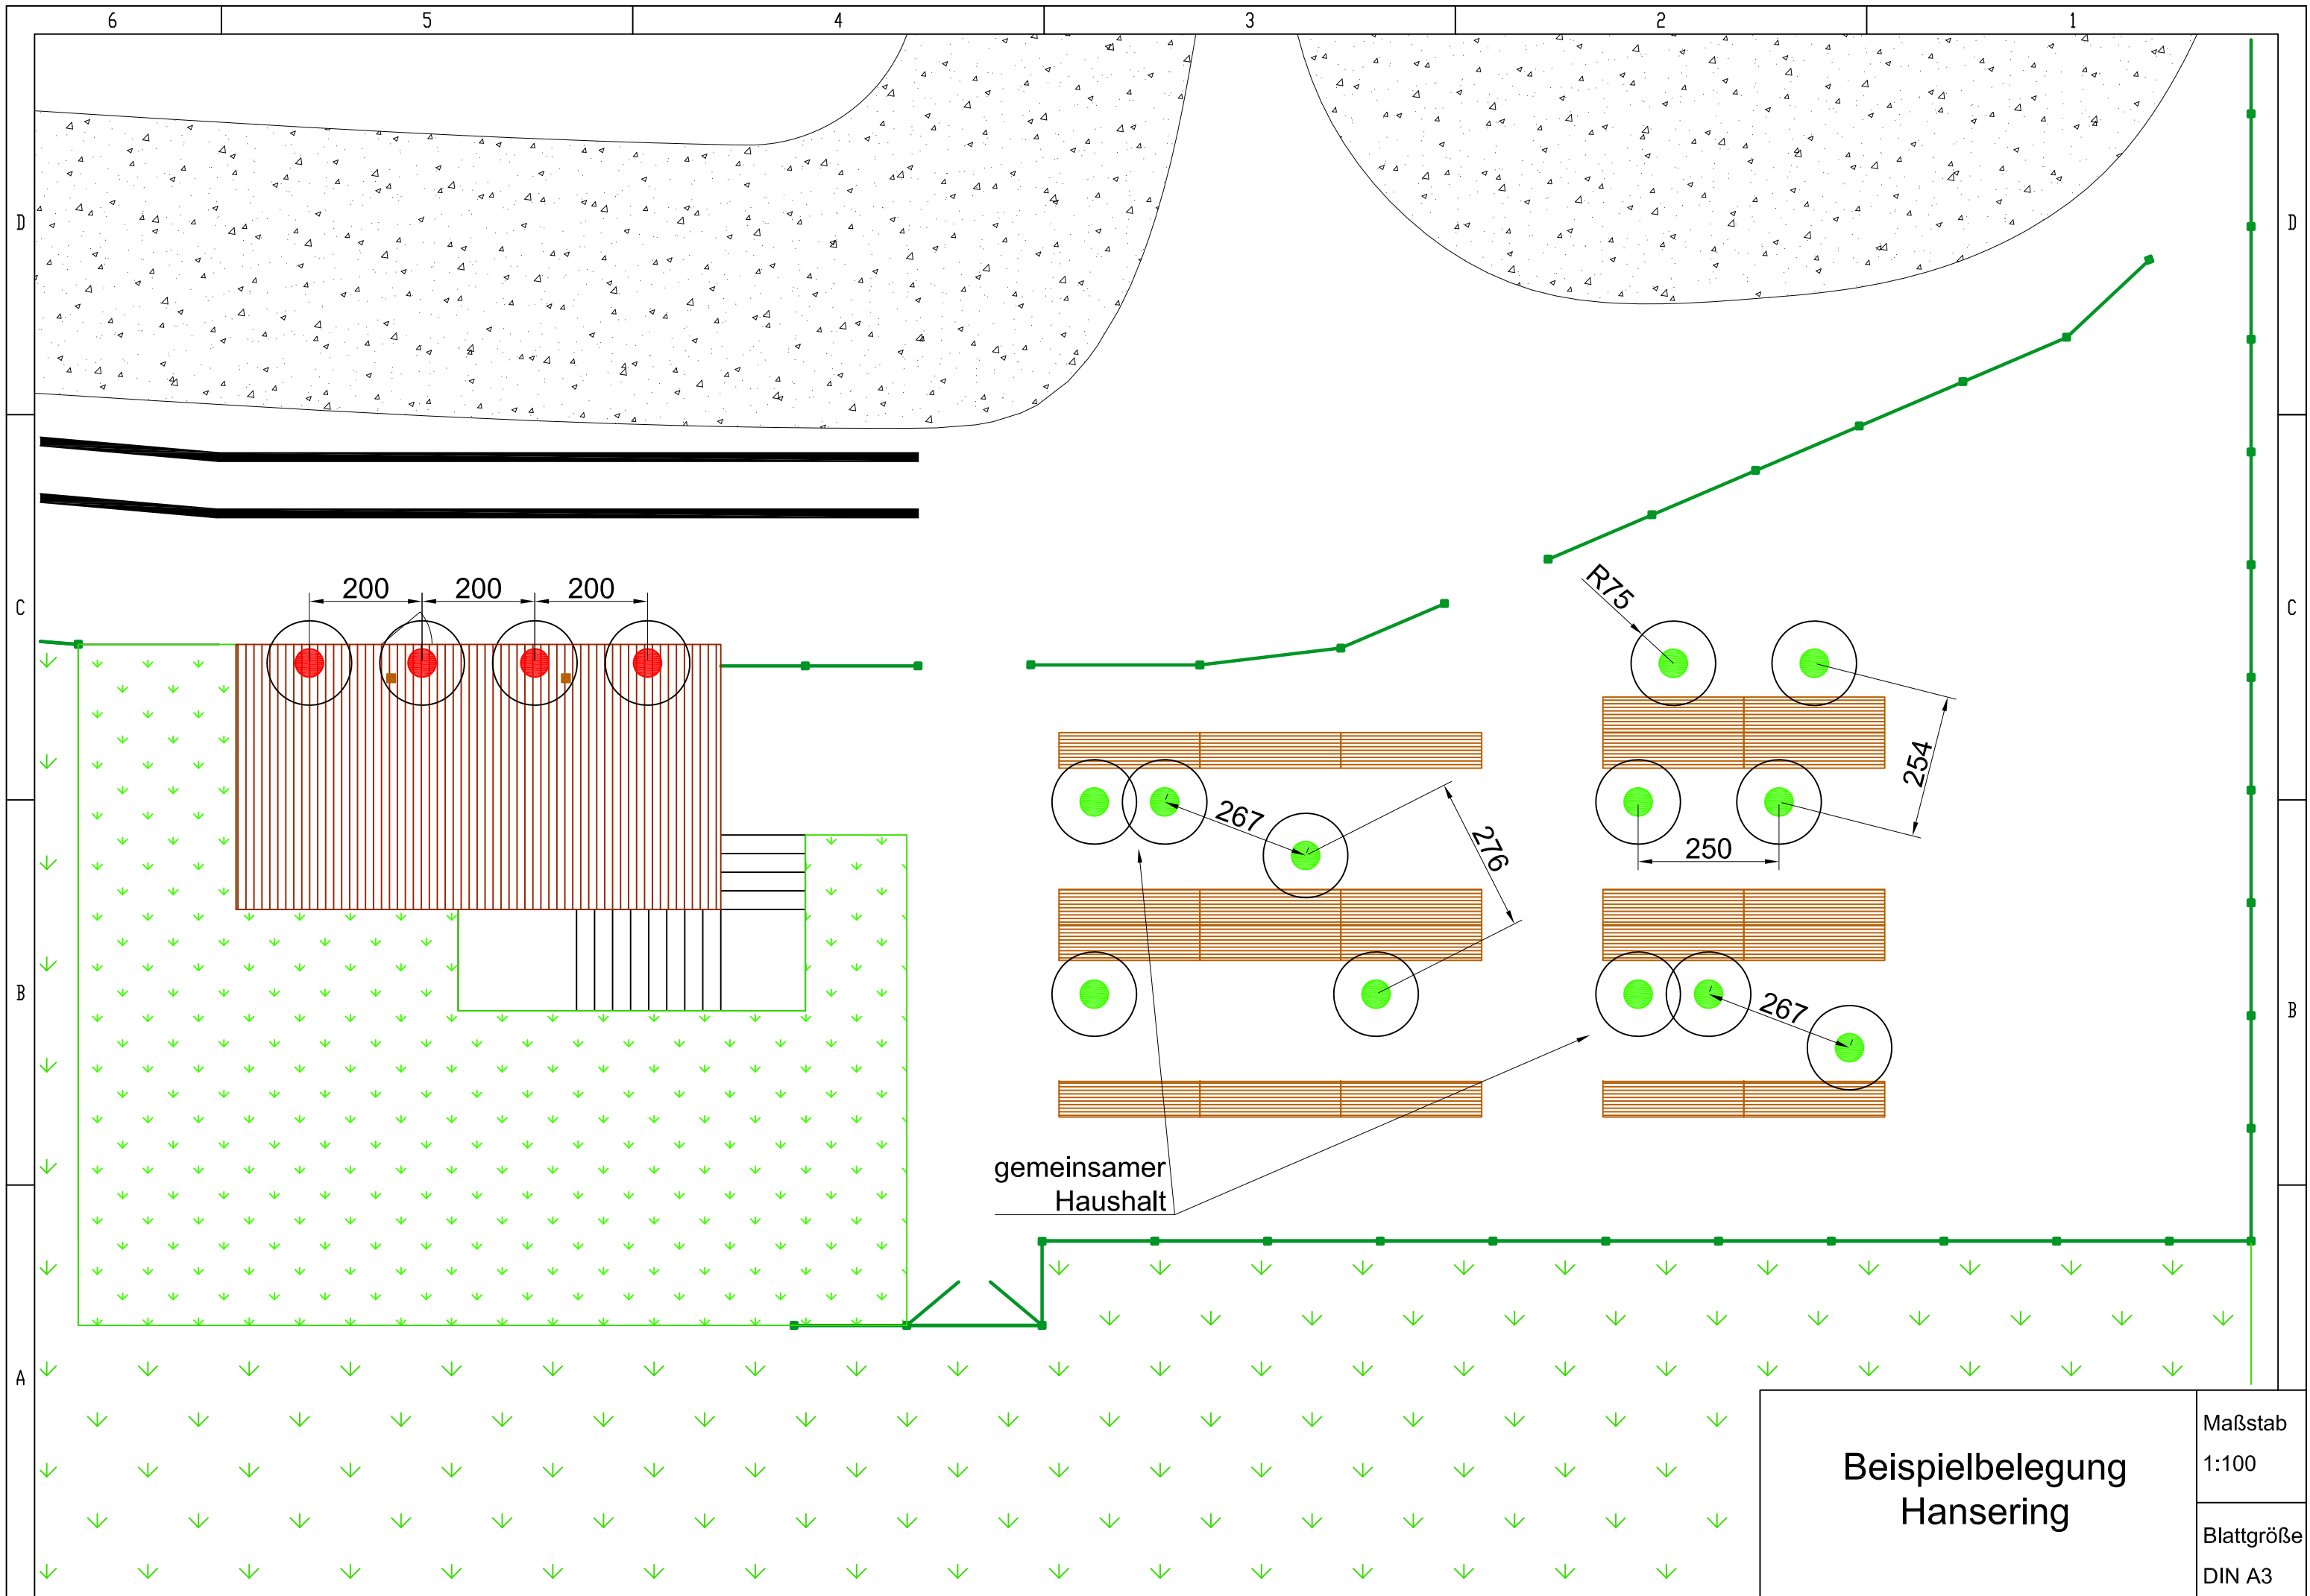 6 5 4 3 2 1
D D
C C
B B
A
200 200 200
R75
254
250
267
276
267
gemeinsamer
Haushalt
Beispielbelegung
Hansering
Maßstab
1:100
Blattgröße
DIN A3